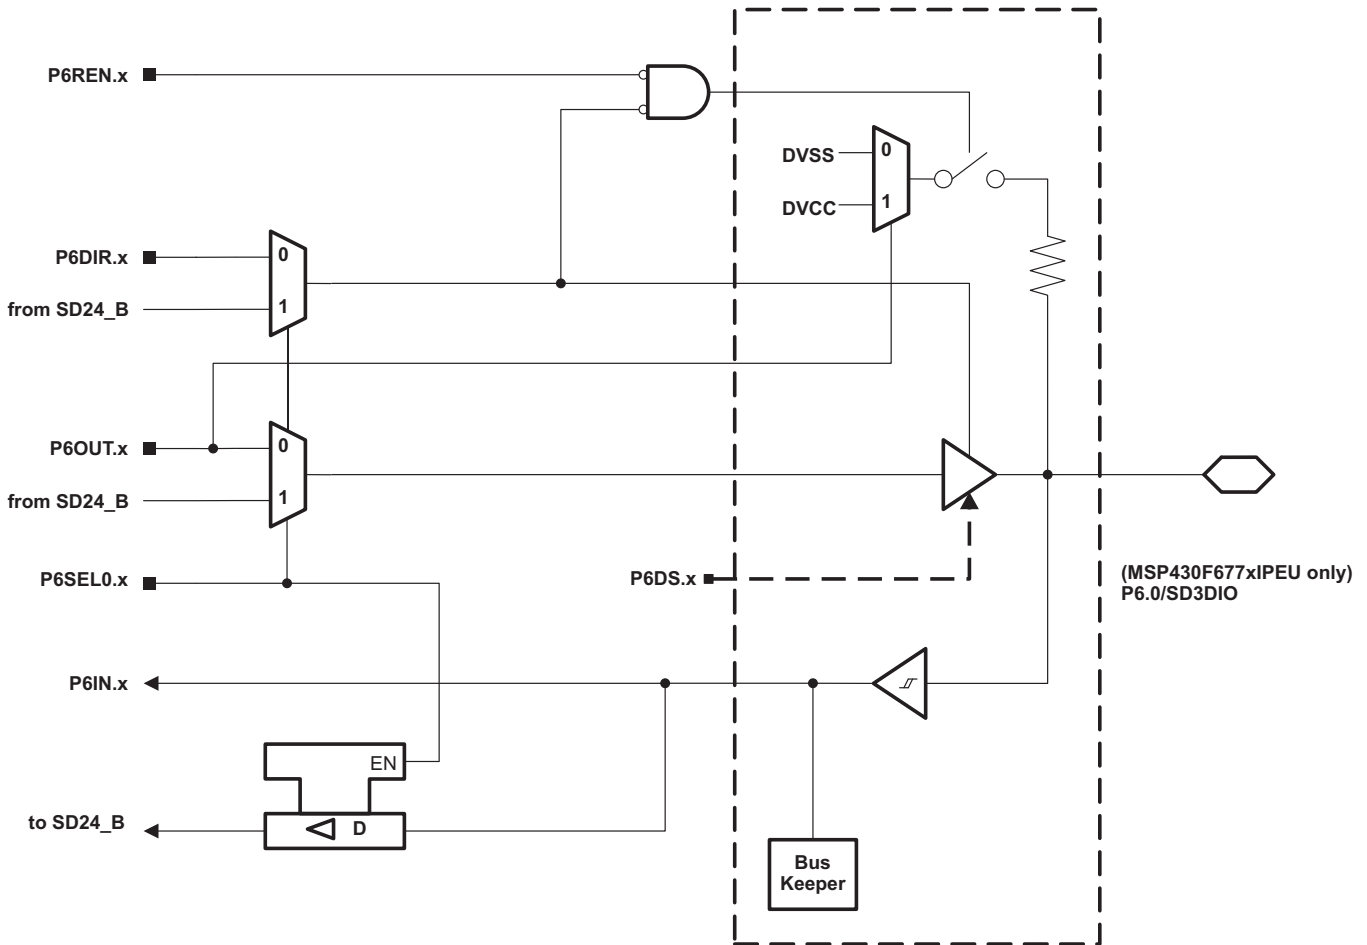 P6REN.x
DVSS
0
DVCC
1
P6DIR.x
0
from SD24_B
1
P6OUT.x
0
from SD24_B
1
P6SEL0.x
P6DS.x
(MSP430F677xIPEU only)
P6.0/SD3DIO
P6IN.x
EN
to SD24_B
D
Bus
Keeper